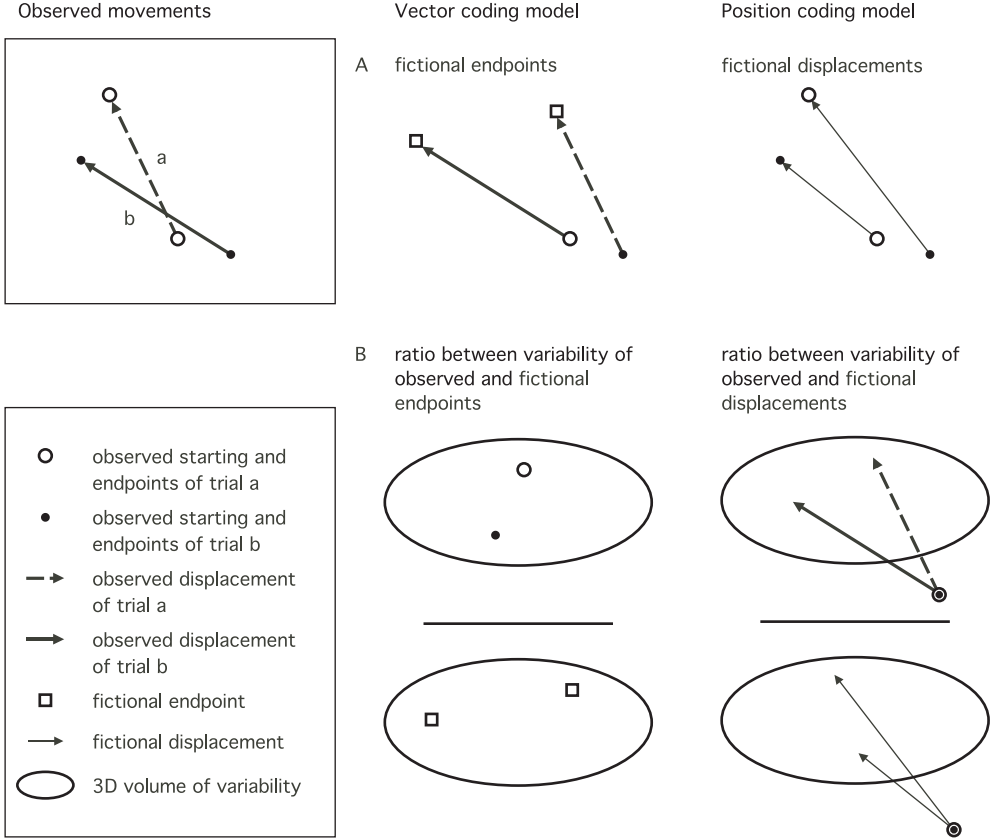 Observed movements
Vector coding model
Position coding model
A
fictional endpoints
fictional displacements
a
b
B
ratio between variability of
observed and fictional
endpoints
ratio between variability of
observed and fictional
displacements
observed starting and
endpoints of trial a
observed starting and
endpoints of trial b
observed displacement
of trial a
observed displacement
of trial b
fictional endpoint
fictional displacement
3D volume of variability